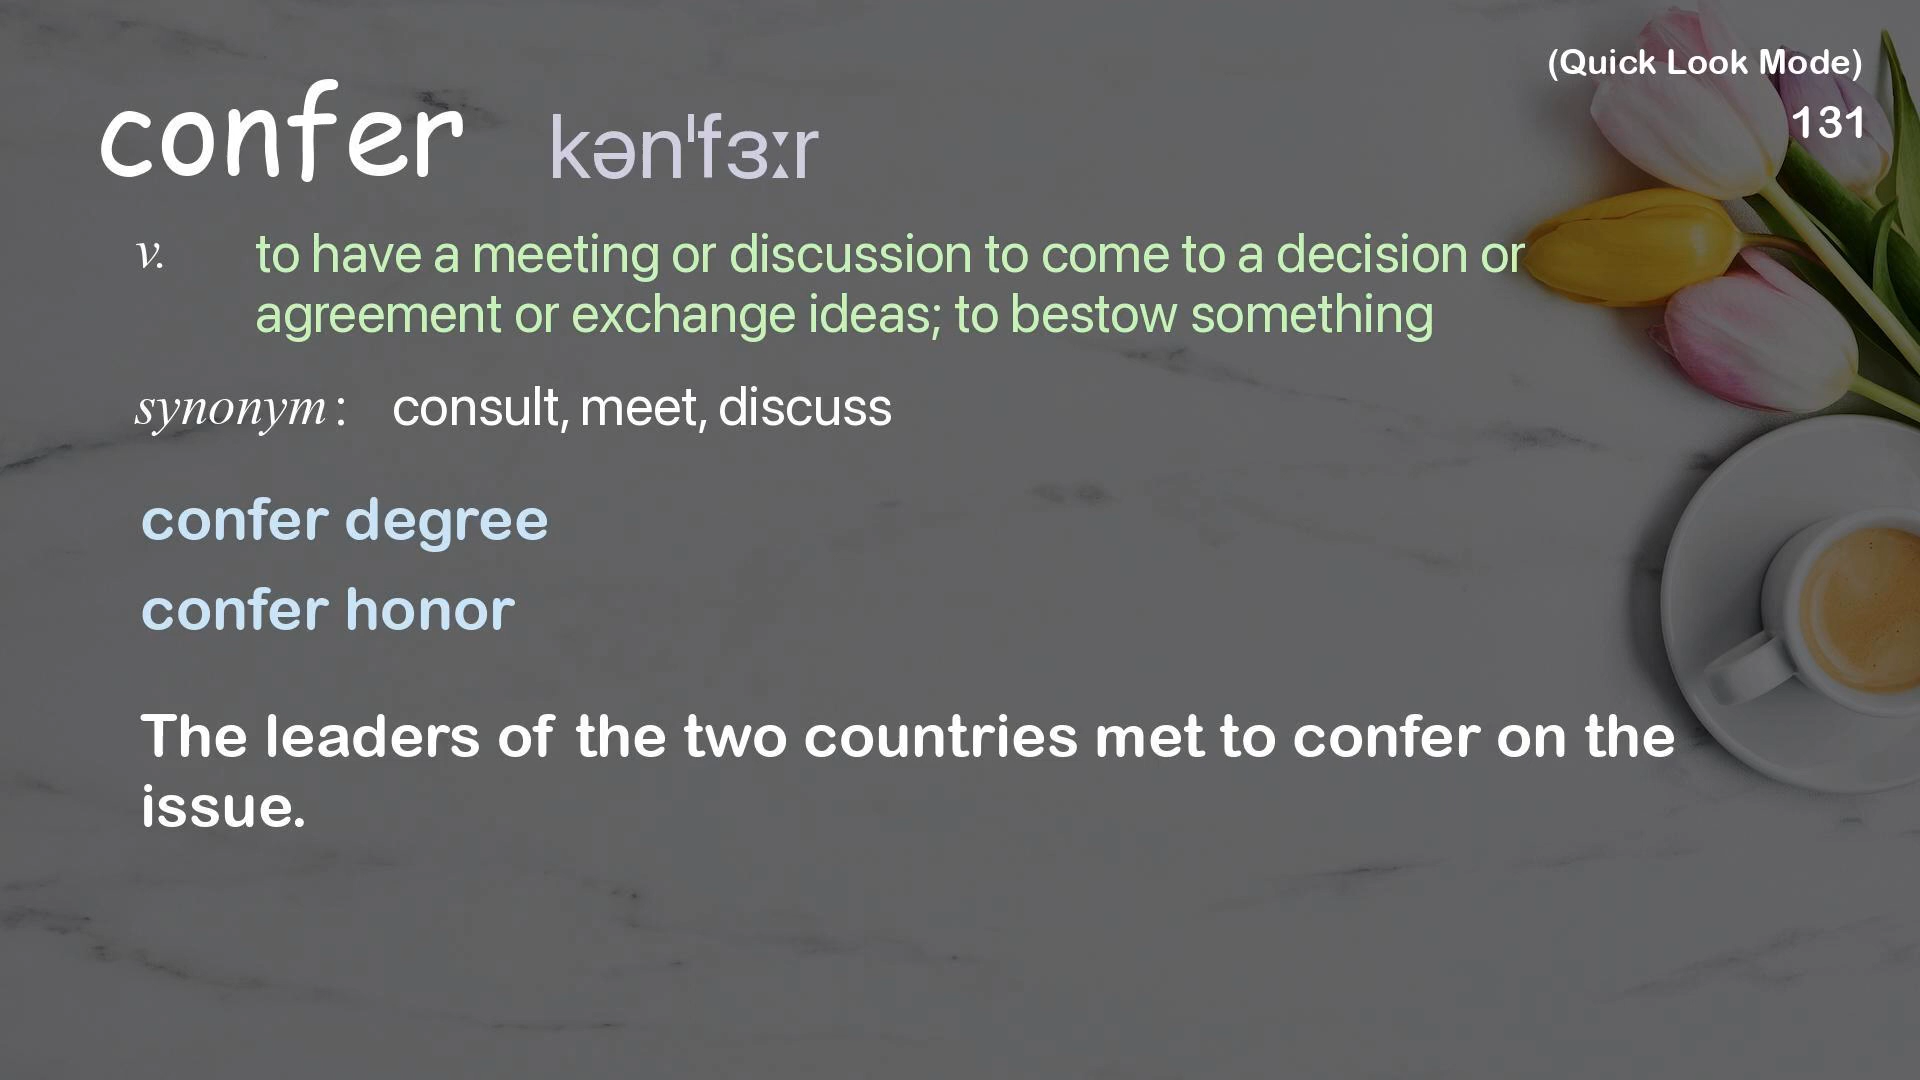 (Quick Look Mode)
131
confer kənˈfɜːr
v. to have a meeting or discussion to come to a decision or
agreement or exchange ideas; to bestow something
synonym: consult, meet, discuss
confer degree
confer honor
The leaders of the two countries met to confer on the
issue.